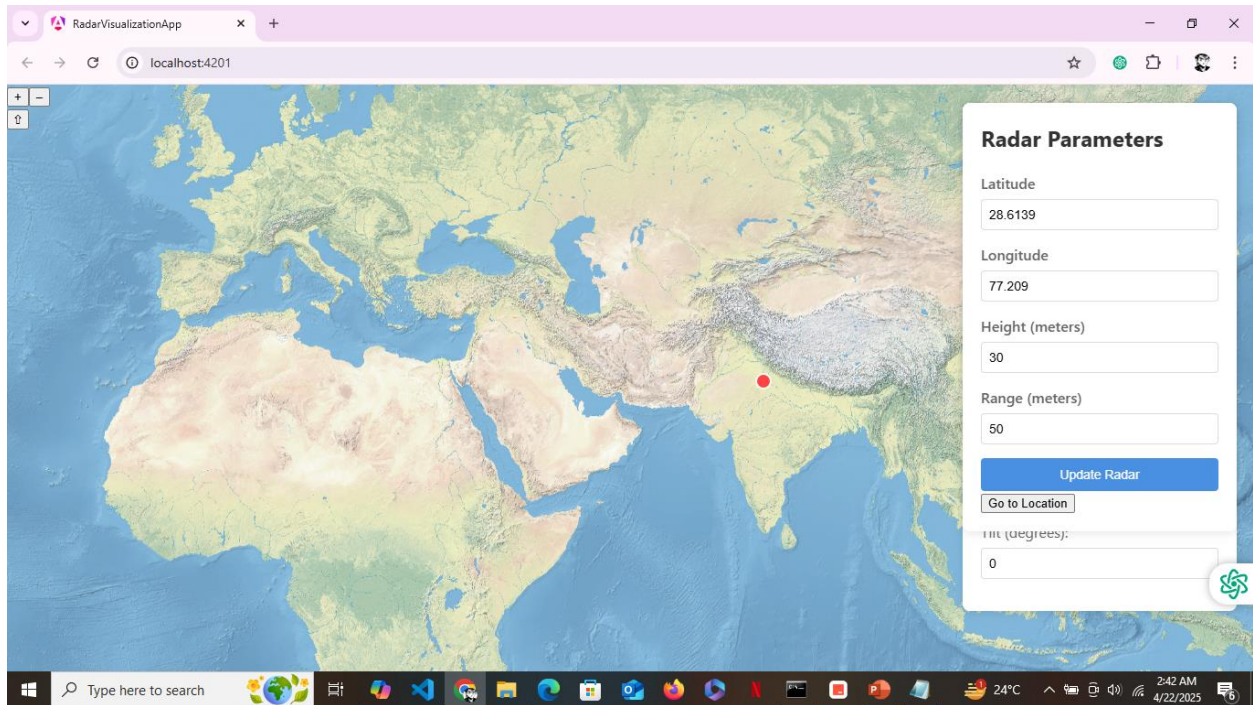 RadarVisualizationApp
localhost:4201
+ −
⇧
Radar Parameters
Latitude
28.6139
Longitude
77.209
Height (meters)
30
Range (meters)
50
Update Radar
Go to Location
Tilt (degrees):
0
Type here to search
24°C
2:42 AM
4/22/2025
6